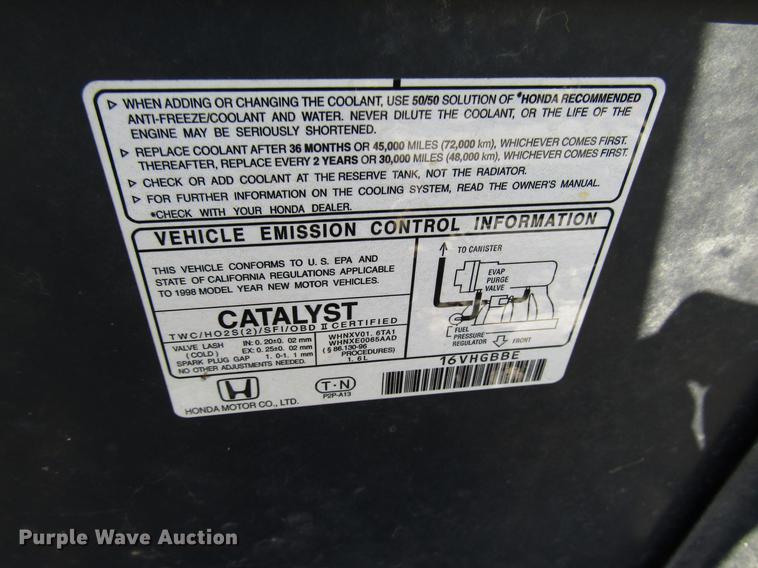 ▷ WHEN ADDING OR CHANGING THE COOLANT, USE 50/50 SOLUTION OF *HONDA RECOMMENDED
ANTI-FREEZE/COOLANT AND WATER. NEVER DILUTE THE COOLANT, OR THE LIFE OF THE
ENGINE MAY BE SERIOUSLY SHORTENED.
▷ REPLACE COOLANT AFTER 36 MONTHS OR 45,000 MILES (72,000 km), WHICHEVER COMES FIRST.
THEREAFTER, REPLACE EVERY 2 YEARS OR 30,000 MILES (48,000 km), WHICHEVER COMES FIRST.
▷ CHECK OR ADD COOLANT AT THE RESERVE TANK, NOT THE RADIATOR.
▷ FOR FURTHER INFORMATION ON THE COOLING SYSTEM, READ THE OWNER'S MANUAL.
*CHECK WITH YOUR HONDA DEALER.
VEHICLE EMISSION CONTROL INFORMATION
THIS VEHICLE CONFORMS TO U.S. EPA AND
STATE OF CALIFORNIA REGULATIONS APPLICABLE
TO 1998 MODEL YEAR NEW MOTOR VEHICLES.
CATALYST
TWC/HO2S(2)/SFI/OBD II CERTIFIED
VALVE LASH IN: 0.20±0.02 mm
(COLD) EX: 0.25±0.02 mm
SPARK PLUG GAP 1.0-1.1 mm
NO OTHER ADJUSTMENTS NEEDED.
WHNXV01.6TA1
WHNXE0065AAD
(§ 86.130-96
PROCEDURES)
1.6L
TO CANISTER
EVAP
PURGE
VALVE
FUEL
PRESSURE
REGULATOR
FRONT
16VHGBBE
HONDA MOTOR CO., LTD.
T·N
P2P-A13
Purple Wave Auction